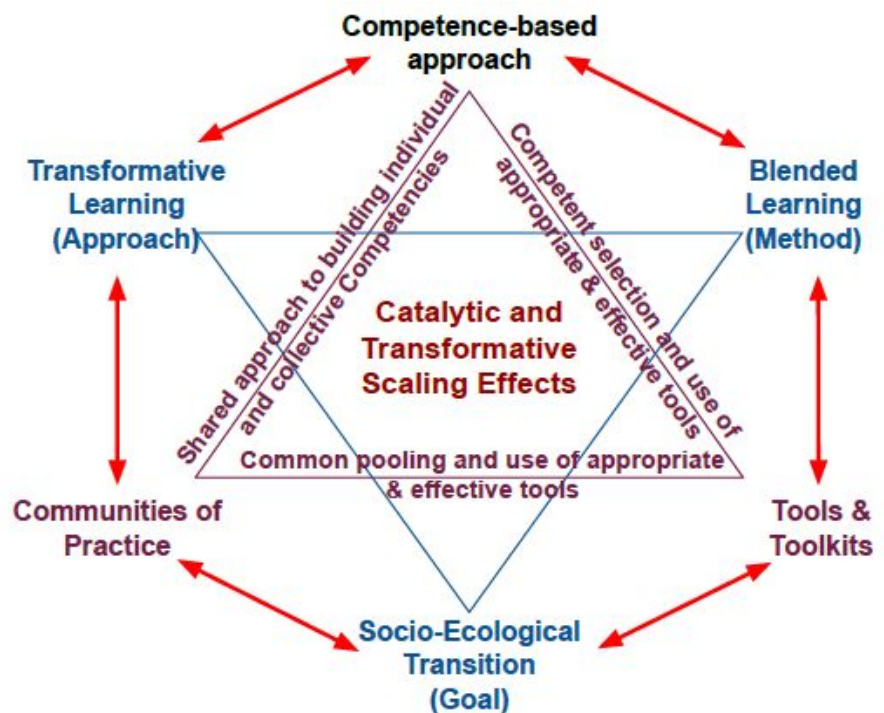 Competence-based
approach
Transformative
Learning
(Approach)
Blended
Learning
(Method)
Shared approach to building individual
and collective Competencies
Competent selection and use of
appropriate & effective tools
Catalytic and
Transformative
Scaling Effects
Common pooling and use of appropriate
& effective tools
Communities of
Practice
Tools &
Toolkits
Socio-Ecological
Transition
(Goal)